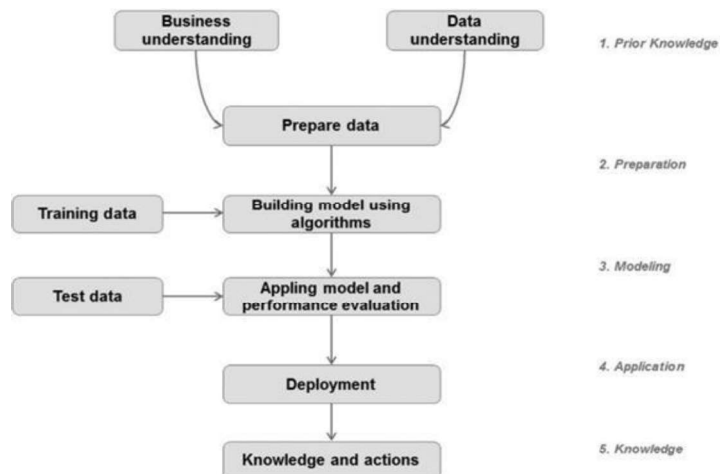 Business
understanding
Data
understanding
1. Prior Knowledge
Prepare data
2. Preparation
Training data
Building model using
algorithms
3. Modeling
Test data
Appling model and
performance evaluation
4. Application
Deployment
5. Knowledge
Knowledge and actions